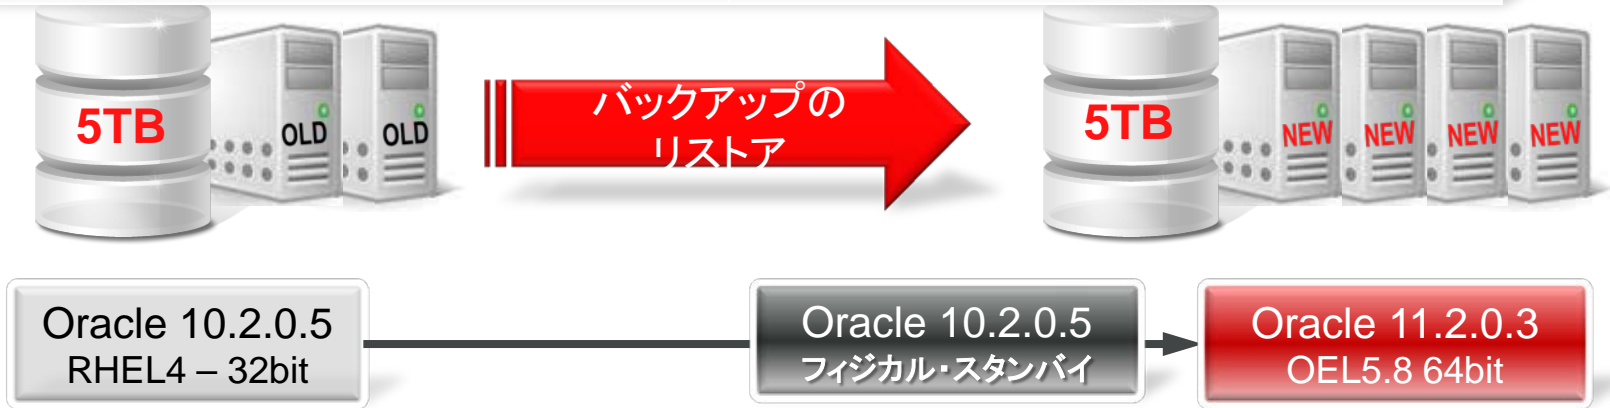 5TB
OLD
OLD
バックアップの
リストア
5TB
NEW
NEW
NEW
NEW
Oracle 10.2.0.5
RHEL4 – 32bit
Oracle 10.2.0.5
フィジカル・スタンバイ
Oracle 11.2.0.3
OEL5.8 64bit